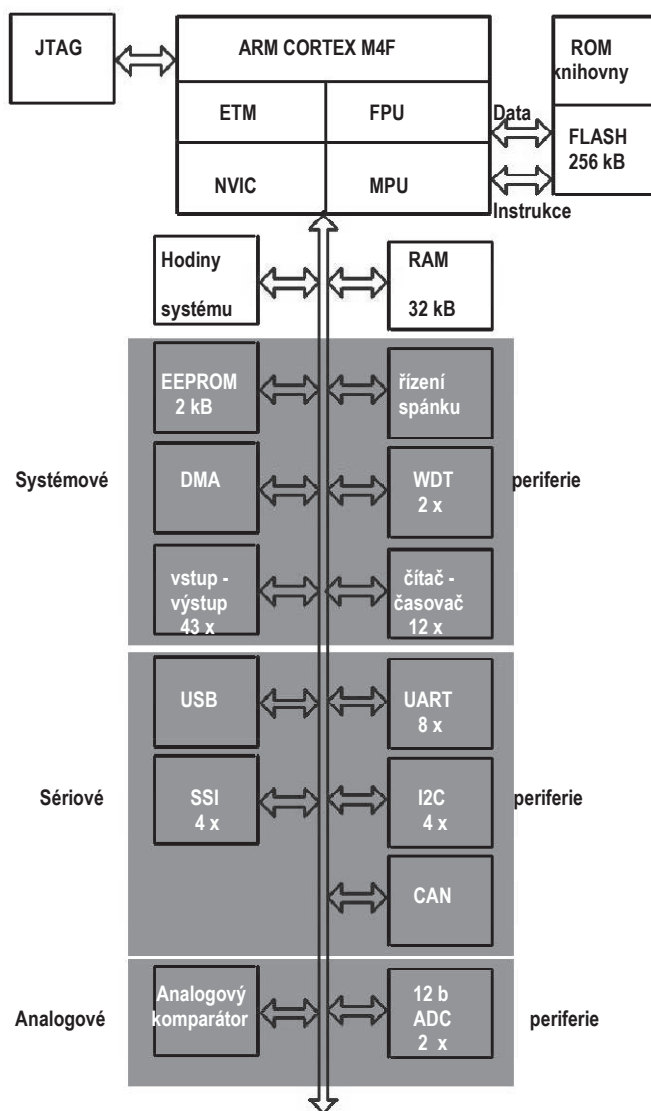 JTAG
ARM CORTEX M4F
ROM
knihovny
ETM
FPU
Data
FLASH
256 kB
NVIC
MPU
Instrukce
Hodiny
systému
RAM
32 kB
EEPROM
2 kB
řízení
spánku
Systémové
DMA
WDT
2 x
periferie
vstup -
výstup
43 x
čítač -
časovač
12 x
USB
UART
8 x
Sériové
SSI
4 x
I2C
4 x
periferie
CAN
Analogové
Analogový
komparátor
12 b
ADC
2 x
periferie